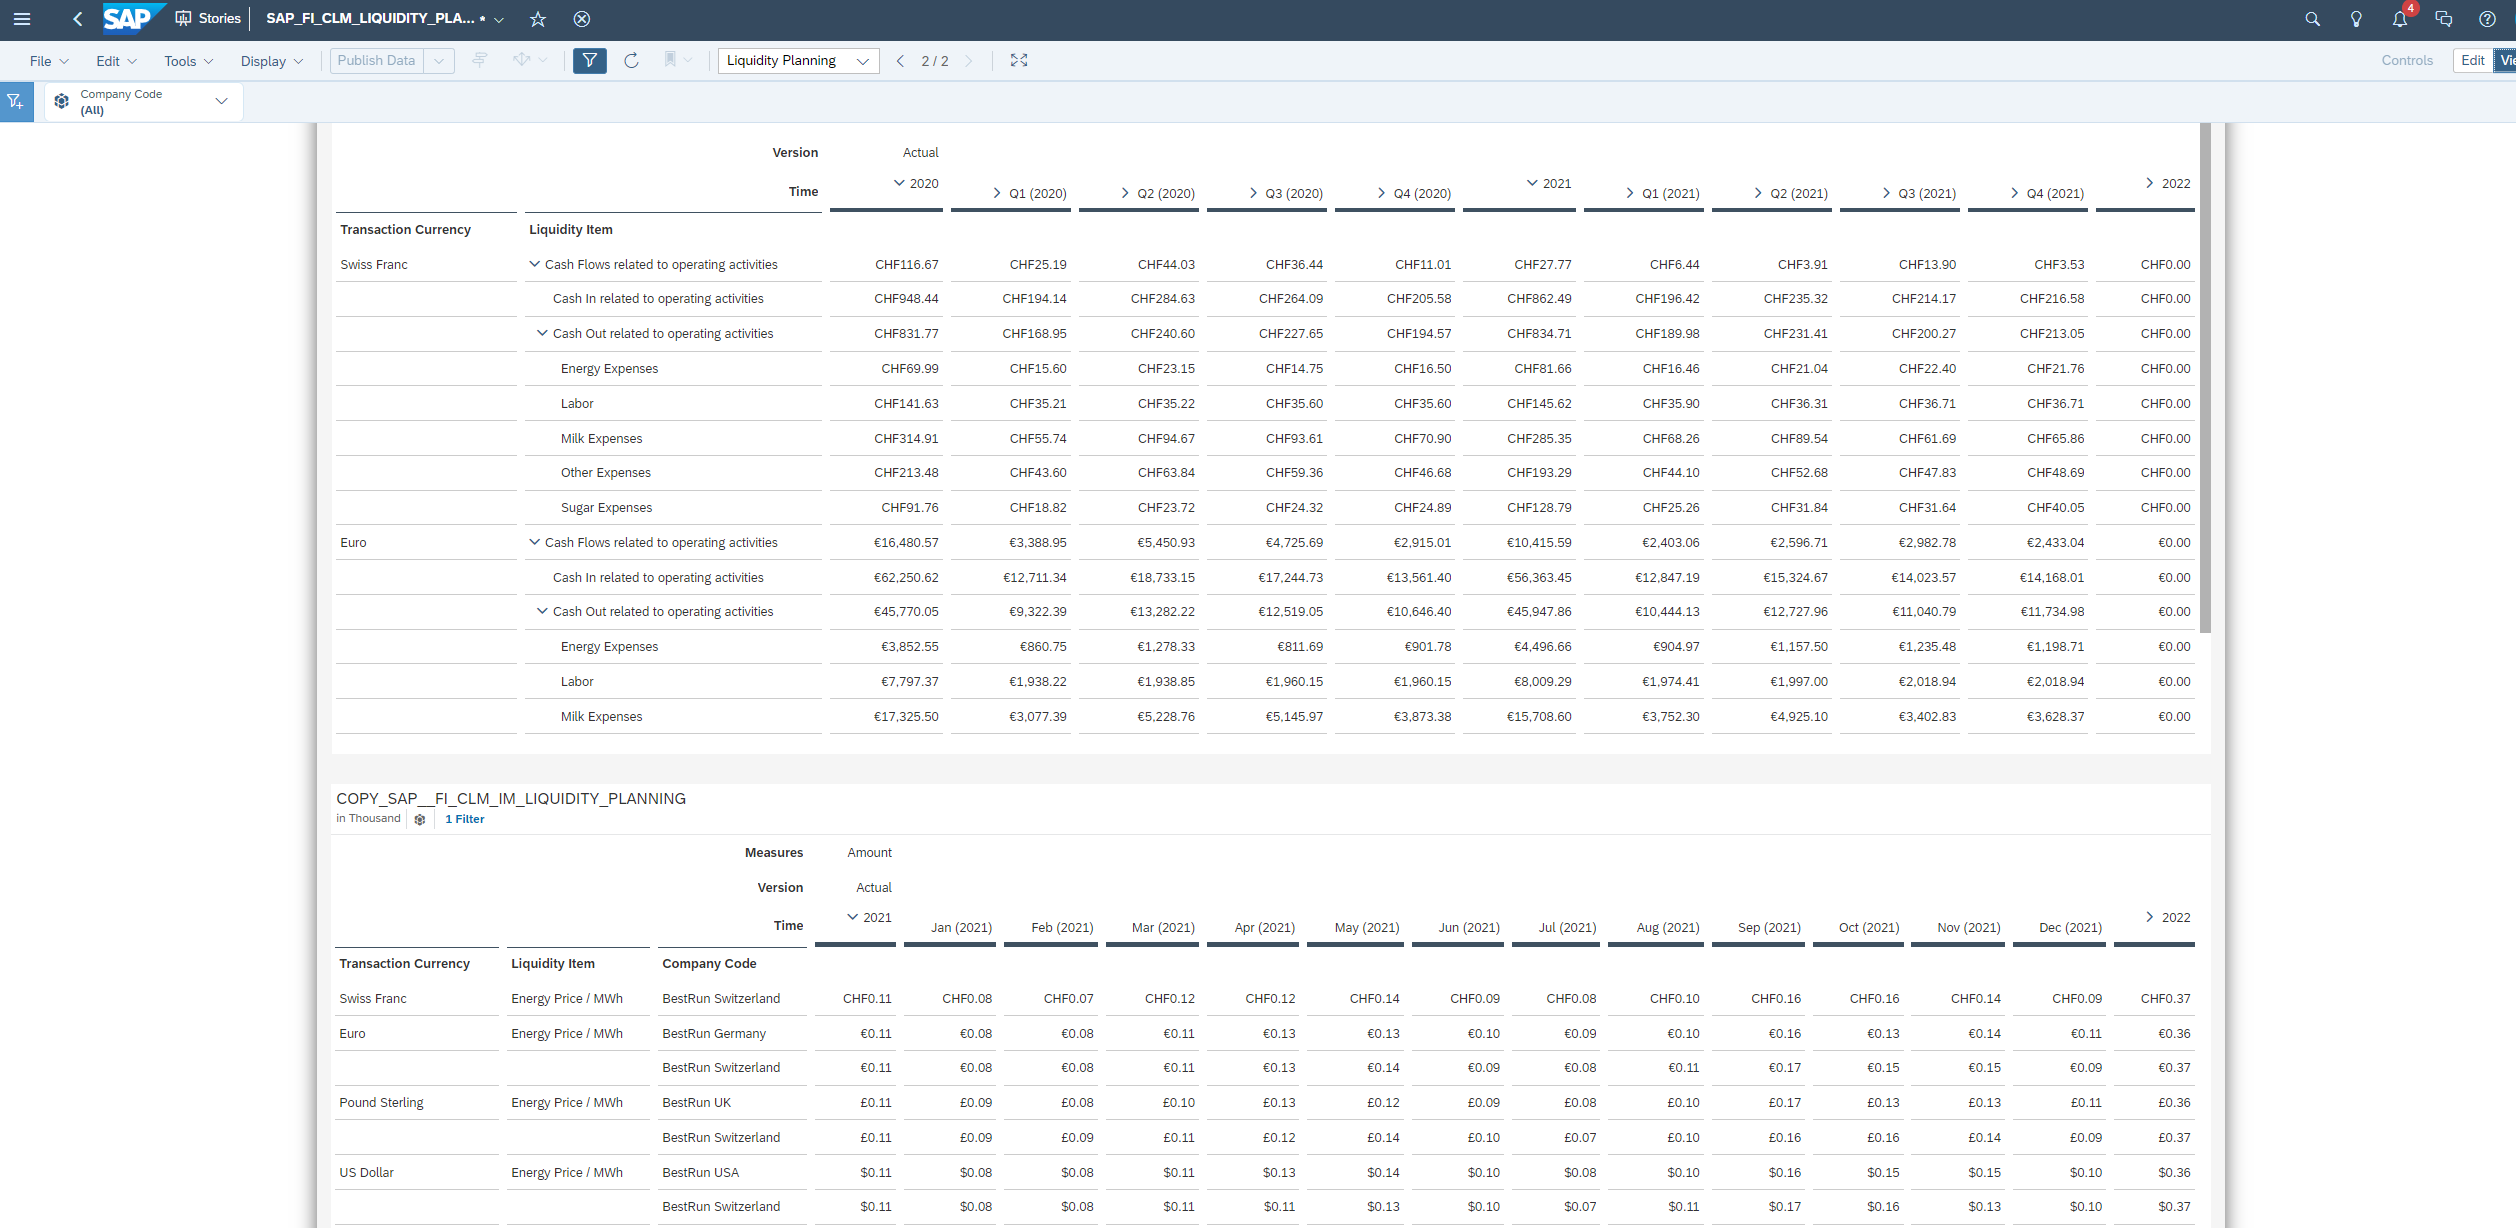 SAP Stories SAP_FI_CLM_LIQUIDITY_PLA... * 4
File Edit Tools Display Publish Data Liquidity Planning 2 / 2 Controls Edit Vie
Company Code
(All)
Version Actual
Time 2020 Q1 (2020) Q2 (2020) Q3 (2020) Q4 (2020) 2021 Q1 (2021) Q2 (2021) Q3 (2021) Q4 (2021) 2022
Transaction Currency Liquidity Item
Swiss Franc Cash Flows related to operating activities CHF116.67 CHF25.19 CHF44.03 CHF36.44 CHF11.01 CHF27.77 CHF6.44 CHF3.91 CHF13.90 CHF3.53 CHF0.00
Cash In related to operating activities CHF948.44 CHF194.14 CHF284.63 CHF264.09 CHF205.58 CHF862.49 CHF196.42 CHF235.32 CHF214.17 CHF216.58 CHF0.00
Cash Out related to operating activities CHF831.77 CHF168.95 CHF240.60 CHF227.65 CHF194.57 CHF834.71 CHF189.98 CHF231.41 CHF200.27 CHF213.05 CHF0.00
Energy Expenses CHF69.99 CHF15.60 CHF23.15 CHF14.75 CHF16.50 CHF81.66 CHF16.46 CHF21.04 CHF22.40 CHF21.76 CHF0.00
Labor CHF141.63 CHF35.21 CHF35.22 CHF35.60 CHF35.60 CHF145.62 CHF35.90 CHF36.31 CHF36.71 CHF36.71 CHF0.00
Milk Expenses CHF314.91 CHF55.74 CHF94.67 CHF93.61 CHF70.90 CHF285.35 CHF68.26 CHF89.54 CHF61.69 CHF65.86 CHF0.00
Other Expenses CHF213.48 CHF43.60 CHF63.84 CHF59.36 CHF46.68 CHF193.29 CHF44.10 CHF52.68 CHF47.83 CHF48.69 CHF0.00
Sugar Expenses CHF91.76 CHF18.82 CHF23.72 CHF24.32 CHF24.89 CHF128.79 CHF25.26 CHF31.84 CHF31.64 CHF40.05 CHF0.00
Euro Cash Flows related to operating activities €16,480.57 €3,388.95 €5,450.93 €4,725.69 €2,915.01 €10,415.59 €2,403.06 €2,596.71 €2,982.78 €2,433.04 €0.00
Cash In related to operating activities €62,250.62 €12,711.34 €18,733.15 €17,244.73 €13,561.40 €56,363.45 €12,847.19 €15,324.67 €14,023.57 €14,168.01 €0.00
Cash Out related to operating activities €45,770.05 €9,322.39 €13,282.22 €12,519.05 €10,646.40 €45,947.86 €10,444.13 €12,727.96 €11,040.79 €11,734.98 €0.00
Energy Expenses €3,852.55 €860.75 €1,278.33 €811.69 €901.78 €4,496.66 €904.97 €1,157.50 €1,235.48 €1,198.71 €0.00
Labor €7,797.37 €1,938.22 €1,938.85 €1,960.15 €1,960.15 €8,009.29 €1,974.41 €1,997.00 €2,018.94 €2,018.94 €0.00
Milk Expenses €17,325.50 €3,077.39 €5,228.76 €5,145.97 €3,873.38 €15,708.60 €3,752.30 €4,925.10 €3,402.83 €3,628.37 €0.00
COPY_SAP__FI_CLM_IM_LIQUIDITY_PLANNING
in Thousand 1 Filter
Measures Amount
Version Actual
Time 2021 Jan (2021) Feb (2021) Mar (2021) Apr (2021) May (2021) Jun (2021) Jul (2021) Aug (2021) Sep (2021) Oct (2021) Nov (2021) Dec (2021) 2022
Transaction Currency Liquidity Item Company Code
Swiss Franc Energy Price / MWh BestRun Switzerland CHF0.11 CHF0.08 CHF0.07 CHF0.12 CHF0.12 CHF0.14 CHF0.09 CHF0.08 CHF0.10 CHF0.16 CHF0.16 CHF0.14 CHF0.09 CHF0.37
Euro Energy Price / MWh BestRun Germany €0.11 €0.08 €0.08 €0.11 €0.13 €0.13 €0.10 €0.09 €0.10 €0.16 €0.13 €0.14 €0.11 €0.36
BestRun Switzerland €0.11 €0.08 €0.08 €0.11 €0.13 €0.14 €0.09 €0.08 €0.11 €0.17 €0.15 €0.15 €0.09 €0.37
Pound Sterling Energy Price / MWh BestRun UK £0.11 £0.09 £0.08 £0.10 £0.13 £0.12 £0.09 £0.08 £0.10 £0.17 £0.13 £0.13 £0.11 £0.36
BestRun Switzerland £0.11 £0.09 £0.09 £0.11 £0.12 £0.14 £0.10 £0.07 £0.10 £0.16 £0.16 £0.14 £0.09 £0.37
US Dollar Energy Price / MWh BestRun USA $0.11 $0.08 $0.08 $0.11 $0.13 $0.14 $0.10 $0.08 $0.10 $0.16 $0.15 $0.15 $0.10 $0.36
BestRun Switzerland $0.11 $0.08 $0.08 $0.11 $0.11 $0.13 $0.10 $0.07 $0.11 $0.17 $0.16 $0.13 $0.10 $0.37